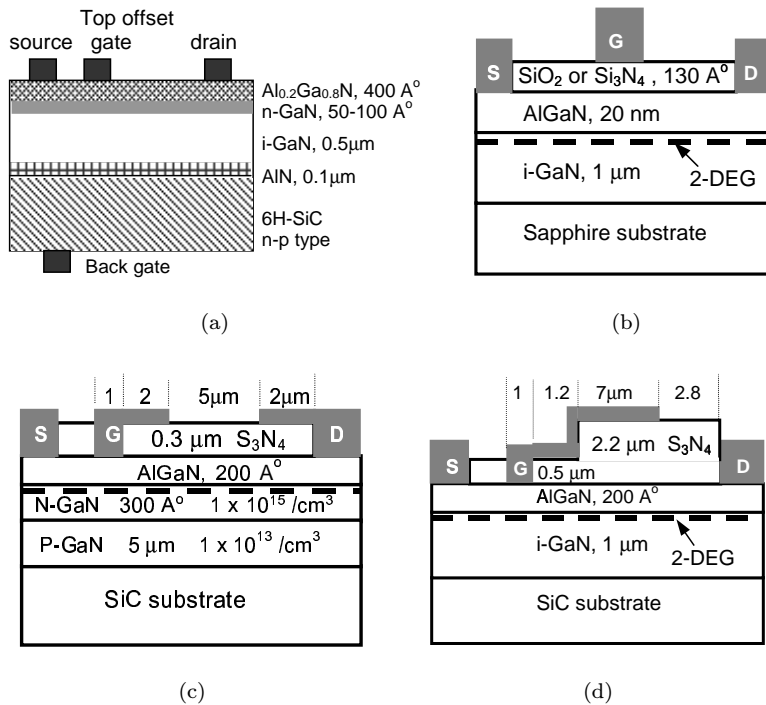 Top offset
source gate drain
Al0.2Ga0.8N, 400 A°
n-GaN, 50-100 A°
i-GaN, 0.5μm
AlN, 0.1μm
6H-SiC
n-p type
Back gate
(a)
G
S SiO2 or Si3N4 , 130 A° D
AlGaN, 20 nm
i-GaN, 1 μm 2-DEG
Sapphire substrate
(b)
1 2 5μm 2μm
S G 0.3 μm S3N4 D
AlGaN, 200 A°
N-GaN 300 A° 1 x 10^15 /cm^3
P-GaN 5 μm 1 x 10^13 /cm^3
SiC substrate
(c)
1 1.2 7μm 2.8
2.2 μm S3N4
S G 0.5 μm D
AlGaN, 200 A°
i-GaN, 1 μm 2-DEG
SiC substrate
(d)